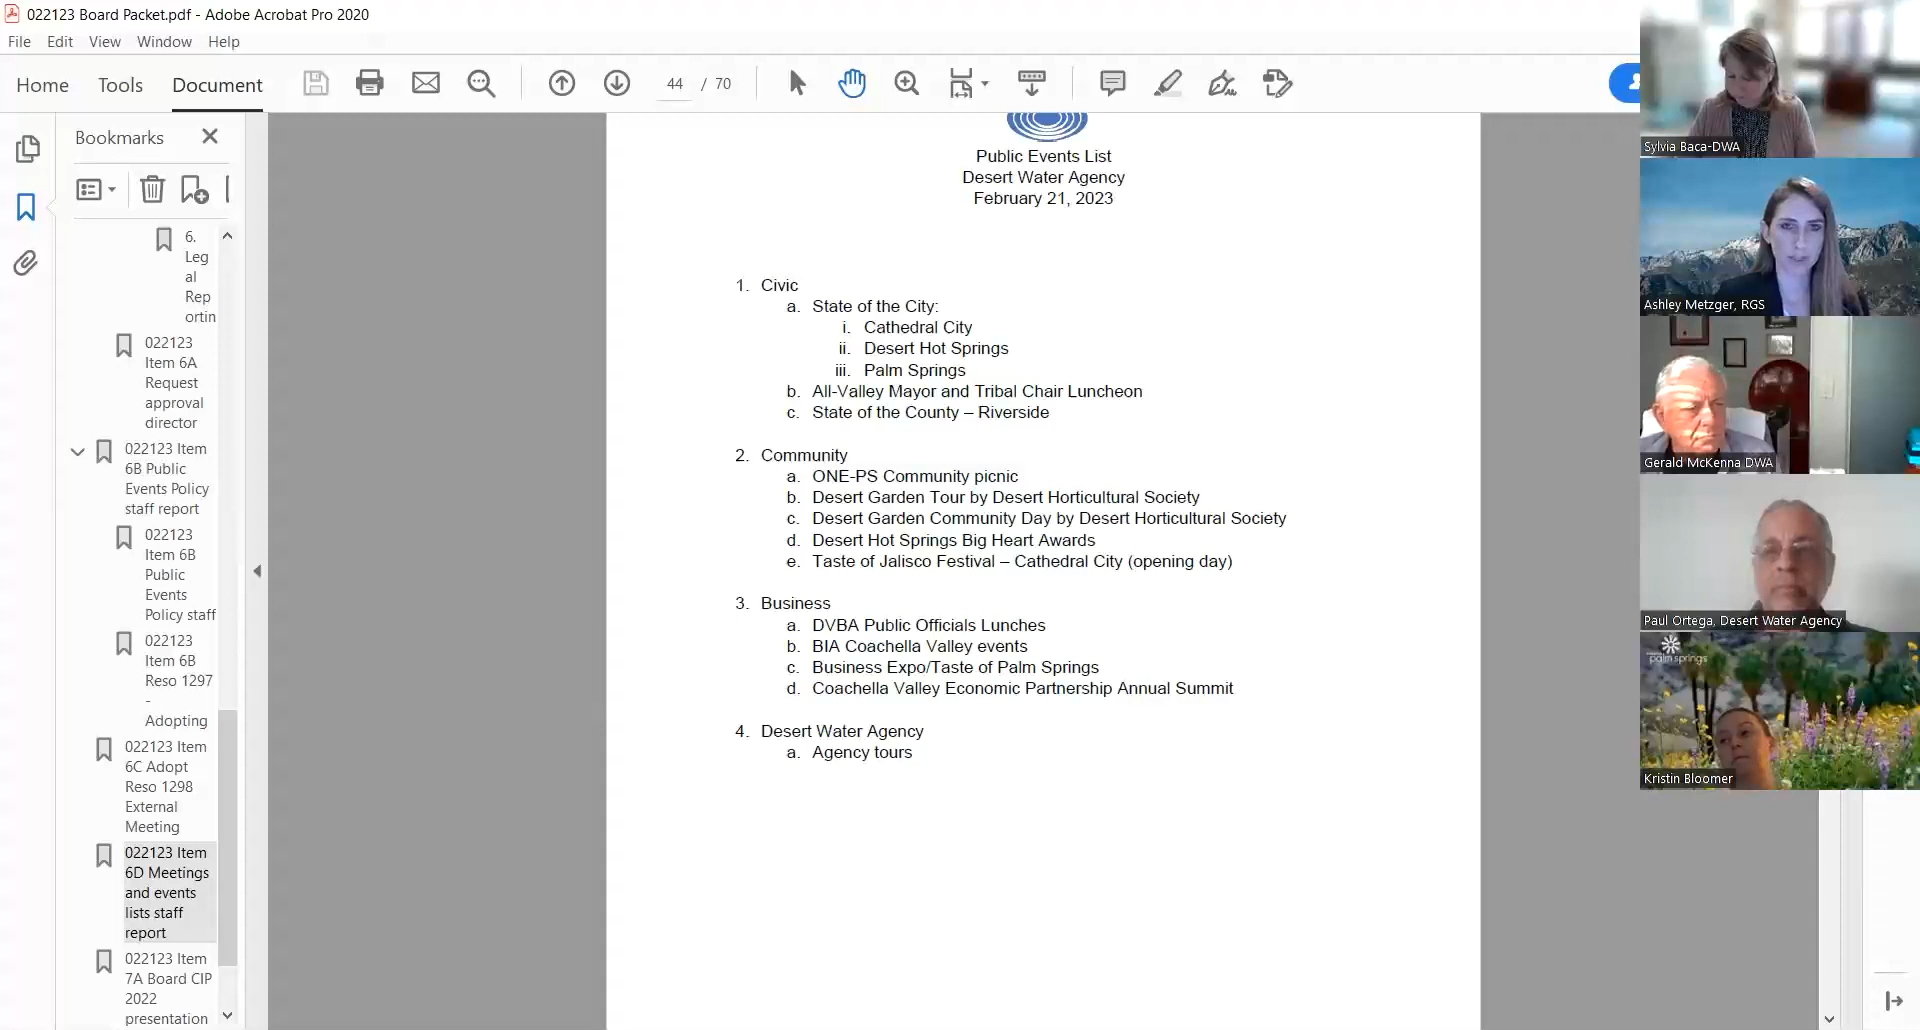 022123 Board Packet.pdf - Adobe Acrobat Pro 2020
File Edit View Window Help
Home Tools Document
44 / 70
Bookmarks
6.
Leg
al
Rep
ortin
022123
Item 6A
Request
approval
director
022123 Item
6B Public
Events Policy
staff report
022123
Item 6B
Public
Events
Policy staff
022123
Item 6B
Reso 1297
-
Adopting
022123 Item
6C Adopt
Reso 1298
External
Meeting
022123 Item
6D Meetings
and events
lists staff
report
022123 Item
7A Board CIP
2022
presentation
Public Events List
Desert Water Agency
February 21, 2023
1. Civic
a. State of the City:
i. Cathedral City
ii. Desert Hot Springs
iii. Palm Springs
b. All-Valley Mayor and Tribal Chair Luncheon
c. State of the County – Riverside
2. Community
a. ONE-PS Community picnic
b. Desert Garden Tour by Desert Horticultural Society
c. Desert Garden Community Day by Desert Horticultural Society
d. Desert Hot Springs Big Heart Awards
e. Taste of Jalisco Festival – Cathedral City (opening day)
3. Business
a. DVBA Public Officials Lunches
b. BIA Coachella Valley events
c. Business Expo/Taste of Palm Springs
d. Coachella Valley Economic Partnership Annual Summit
4. Desert Water Agency
a. Agency tours
Sylvia Baca-DWA
Ashley Metzger, RGS
Gerald McKenna DWA
Paul Ortega, Desert Water Agency
palm springs
Kristin Bloomer